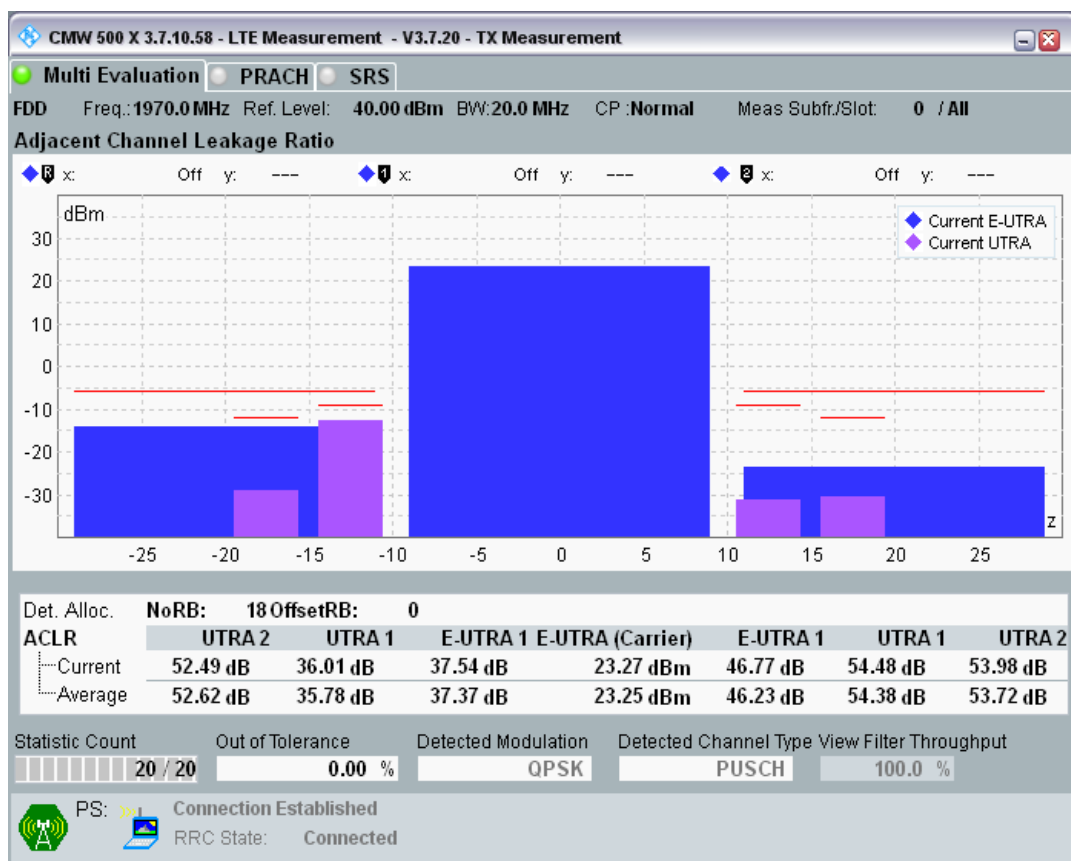 CMW 500 X 3.7.10.58 - LTE Measurement - V3.7.20 - TX Measurement
Multi Evaluation PRACH SRS
FDD Freq.: 1970.0 MHz Ref. Level: 40.00 dBm BW: 20.0 MHz CP : Normal Meas Subfr./Slot: 0 / All
Adjacent Channel Leakage Ratio
R x: Off y: --- 1 x: Off y: --- 2 x: Off y: ---
dBm
Current E-UTRA
Current UTRA
30
20
10
0
-10
-20
-30
z
-25 -20 -15 -10 -5 0 5 10 15 20 25
Det. Alloc. NoRB: 18 OffsetRB: 0
ACLR UTRA 2 UTRA 1 E-UTRA 1 E-UTRA (Carrier) E-UTRA 1 UTRA 1 UTRA 2
Current 52.49 dB 36.01 dB 37.54 dB 23.27 dBm 46.77 dB 54.48 dB 53.98 dB
Average 52.62 dB 35.78 dB 37.37 dB 23.25 dBm 46.23 dB 54.38 dB 53.72 dB
Statistic Count Out of Tolerance Detected Modulation Detected Channel Type View Filter Throughput
20 / 20 0.00 % QPSK PUSCH 100.0 %
PS: Connection Established
RRC State: Connected